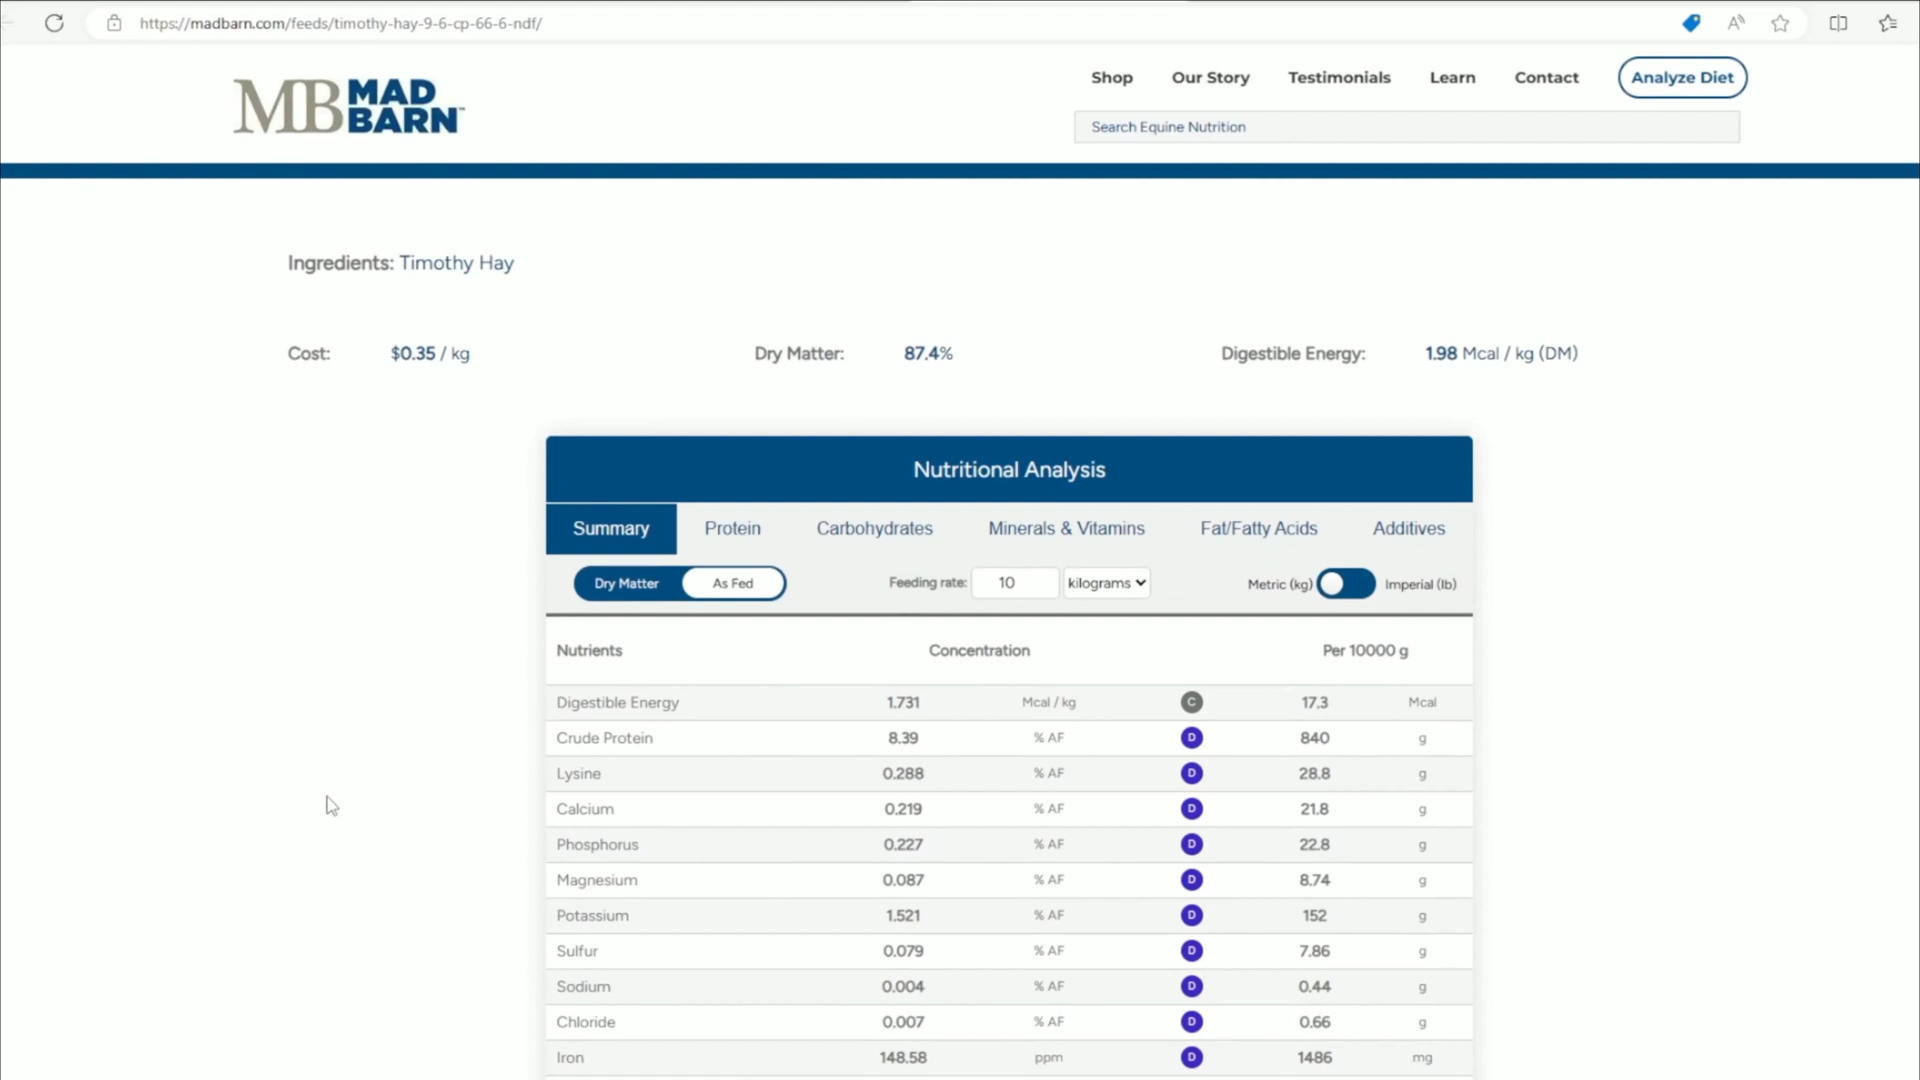 https://madbarn.com/feeds/timothy-hay-9-6-cp-66-6-ndf/
MB MAD BARN™
Shop Our Story Testimonials Learn Contact Analyze Diet
Search Equine Nutrition
Ingredients: Timothy Hay
Cost: $0.35 / kg Dry Matter: 87.4% Digestible Energy: 1.98 Mcal / kg (DM)
Nutritional Analysis
Summary Protein Carbohydrates Minerals & Vitamins Fat/Fatty Acids Additives
Dry Matter As Fed Feeding rate: 10 kilograms Metric (kg) Imperial (lb)
Nutrients Concentration Per 10000 g
Digestible Energy 1.731 Mcal / kg C 17.3 Mcal
Crude Protein 8.39 % AF D 840 g
Lysine 0.288 % AF D 28.8 g
Calcium 0.219 % AF D 21.8 g
Phosphorus 0.227 % AF D 22.8 g
Magnesium 0.087 % AF D 8.74 g
Potassium 1.521 % AF D 152 g
Sulfur 0.079 % AF D 7.86 g
Sodium 0.004 % AF D 0.44 g
Chloride 0.007 % AF D 0.66 g
Iron 148.58 ppm D 1486 mg